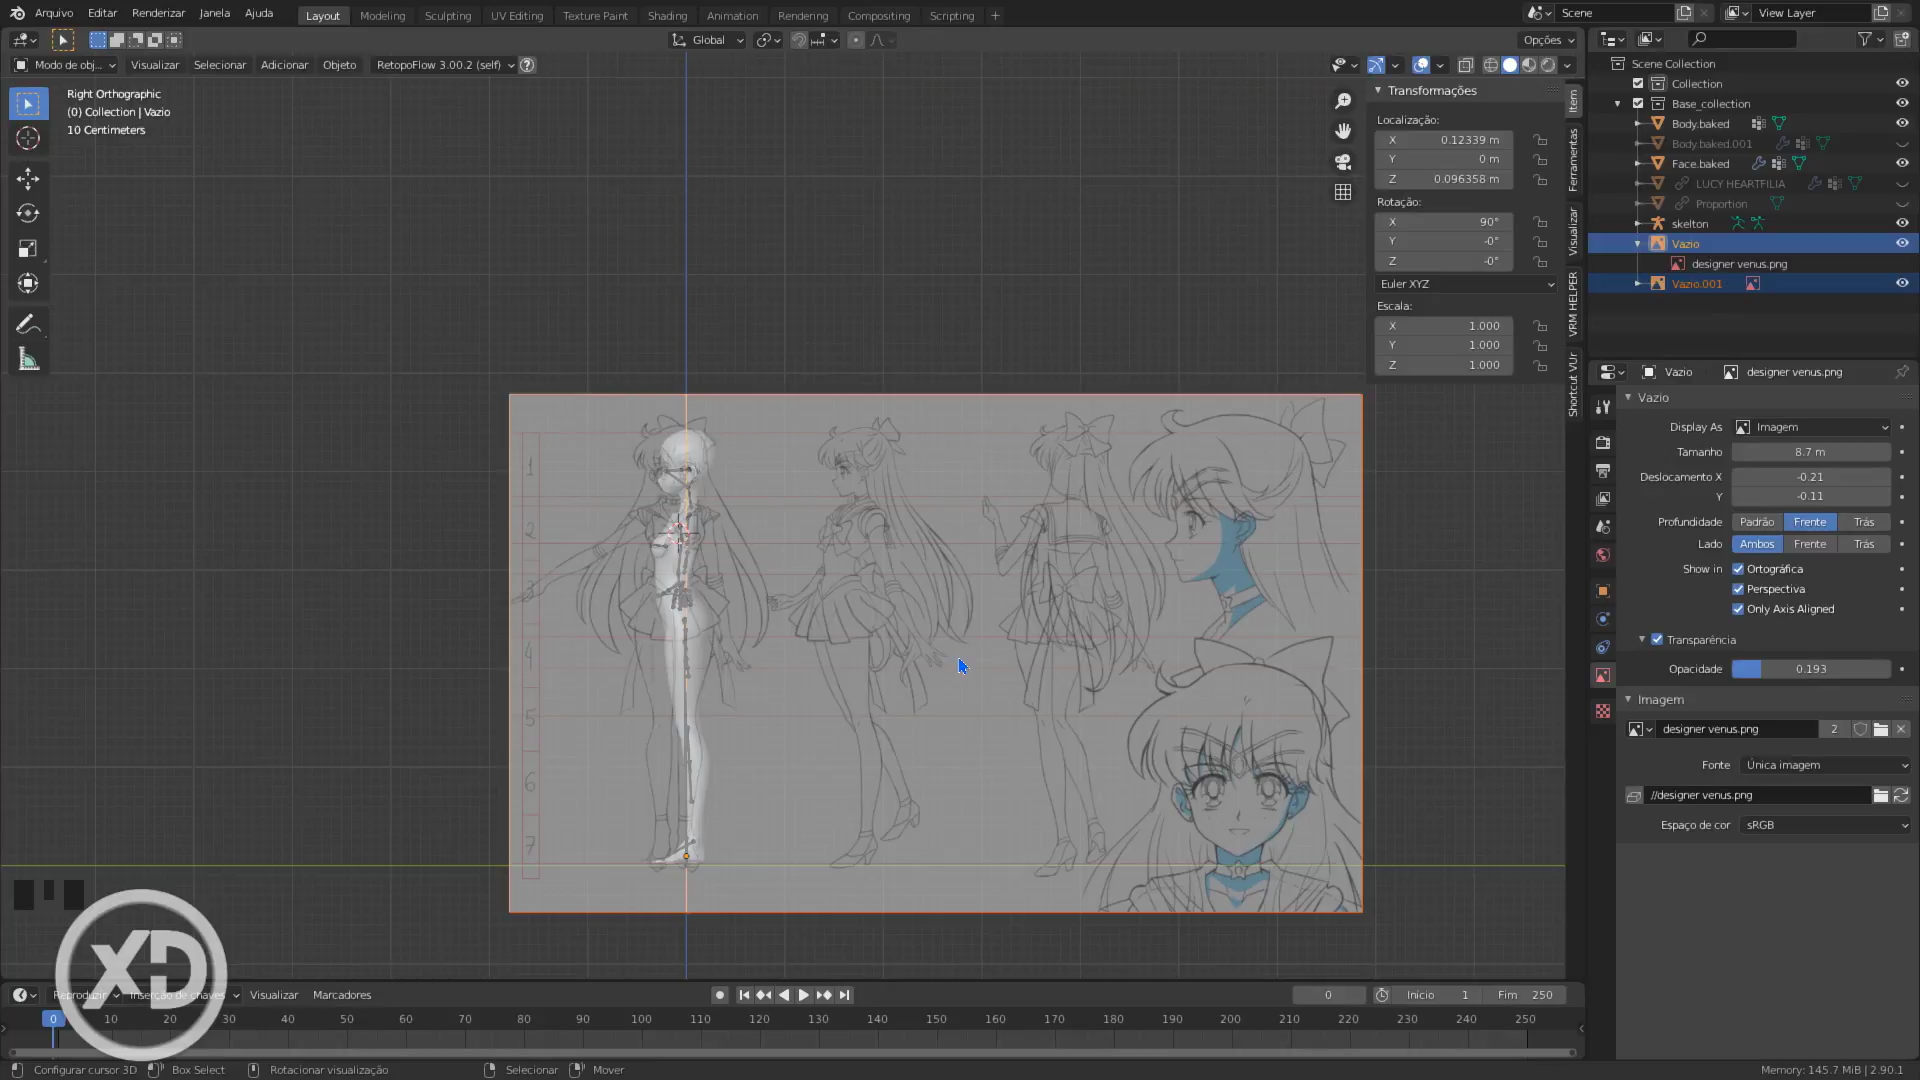 Arquivo Editar Renderizar Janela Ajuda Layout Modeling Sculpting UV Editing Texture Paint Shading Animation Rendering Compositing Scripting + Scene View Layer
Global Opções
Modo de obj... Visualizar Selecionar Adicionar Objeto RetopoFlow 3.00.2 (self) ?
Right Orthographic
(0) Collection | Vazio
10 Centimeters
Transformações
Localização:
X 0.12339 m
Y 0 m
Z 0.096358 m
Rotação:
X 90°
Y -0°
Z -0°
Euler XYZ
Escala:
X 1.000
Y 1.000
Z 1.000
Item
Ferramentas
Visualizar
VRM HELPER
Shortcut VUr
Scene Collection
Collection
Base_collection
Body.baked
Body.baked.001
Face.baked
LUCY HEARTFILIA
Proportion
skelton
Vazio
designer venus.png
Vazio.001
Vazio designer venus.png
Vazio
Display As Imagem
Tamanho 8.7 m
Deslocamento X -0.21
Y -0.11
Profundidade Padrão Frente Trás
Lado Ambos Frente Trás
Show in Ortográfica
Perspectiva
Only Axis Aligned
Transparência
Opacidade 0.193
Imagem
designer venus.png 2
Fonte Única imagem
//designer venus.png
Espaço de cor sRGB
1
2
4
5
6
7
XD
Reproduzir Inserção de chaves Visualizar Marcadores 0 Início 1 Fim 250
0 10 20 30 40 50 60 70 80 90 100 110 120 130 140 150 160 170 180 190 200 210 220 230 240 250
Configurar cursor 3D Box Select Rotacionar visualização Selecionar Mover Memory: 145.7 MiB | 2.90.1